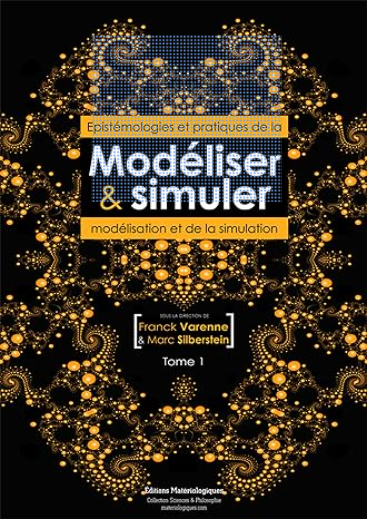 Epistémologies et pratiques de la
Modéliser
& simuler
modélisation et de la simulation
SOUS LA DIRECTION DE
Franck Varenne
& Marc Silberstein
Tome 1
Éditions Matériologiques
Collection Sciences & Philosophie
materiologiques.com